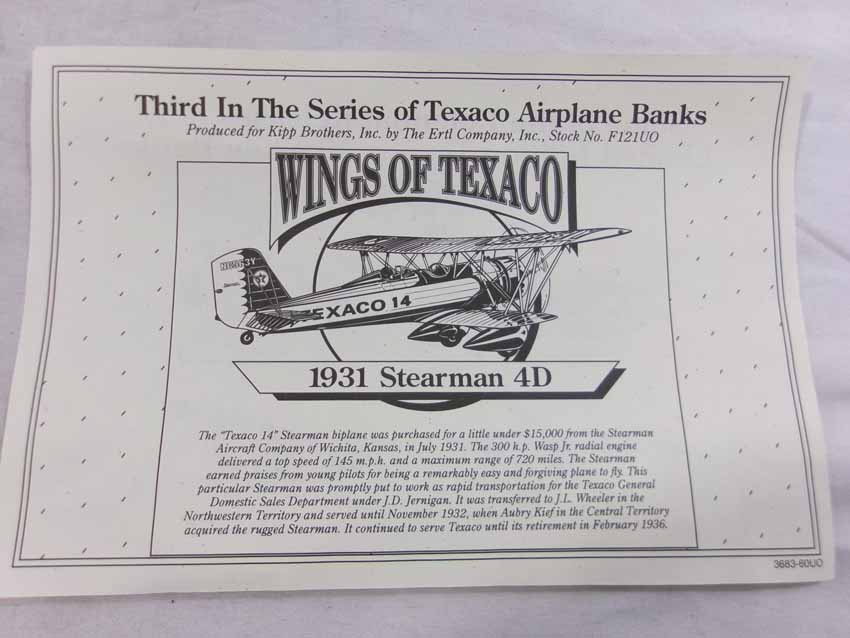 Third In The Series of Texaco Airplane Banks
Produced for Kipp Brothers, Inc. by The Ertl Company, Inc., Stock No. F121UO
WINGS OF TEXACO
NC563Y
T
TEXACO 14
1931 Stearman 4D
The "Texaco 14" Stearman biplane was purchased for a little under $15,000 from the Stearman
Aircraft Company of Wichita, Kansas, in July 1931. The 300 h.p. Wasp Jr. radial engine
delivered a top speed of 145 m.p.h. and a maximum range of 720 miles. The Stearman
earned praises from young pilots for being a remarkably easy and forgiving plane to fly. This
particular Stearman was promptly put to work as rapid transportation for the Texaco General
Domestic Sales Department under J.D. Jernigan. It was transferred to J.L. Wheeler in the
Northwestern Territory and served until November 1932, when Aubry Kief in the Central Territory
acquired the rugged Stearman. It continued to serve Texaco until its retirement in February 1936.
3683-60UO